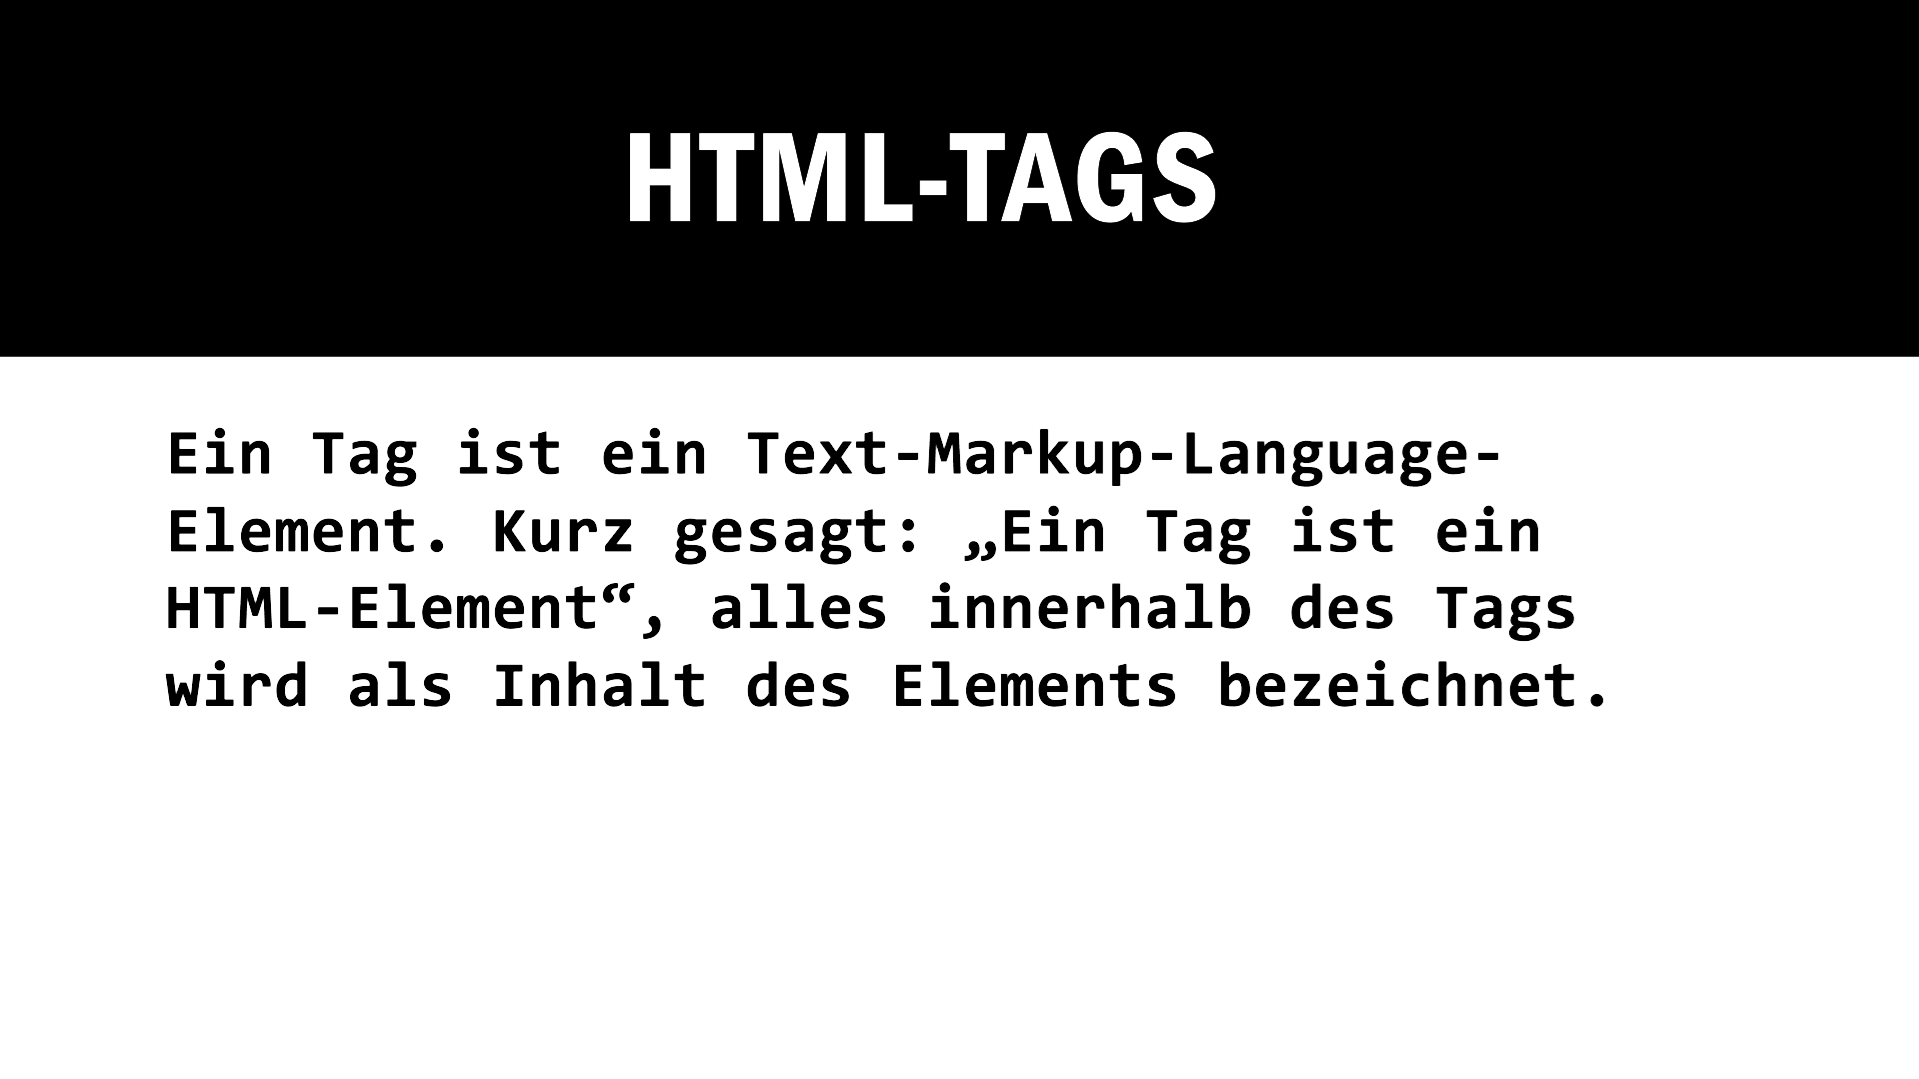 HTML-TAGS
Ein Tag ist ein Text-Markup-Language-
Element. Kurz gesagt: „Ein Tag ist ein
HTML-Element“, alles innerhalb des Tags
wird als Inhalt des Elements bezeichnet.